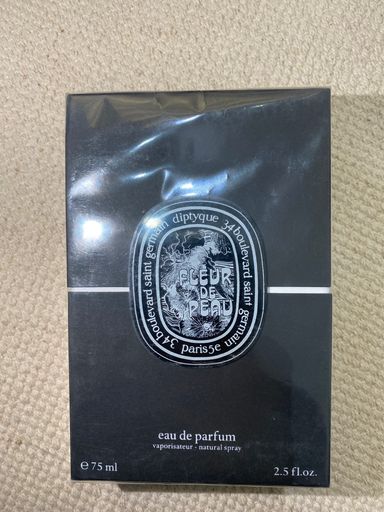 34 boulevard saint germain diptyque 34 boulevard saint germain paris5e
FLEUR
DE
PEAU
eau de parfum
vaporisateur - natural spray
e 75 ml
2.5 fl.oz.